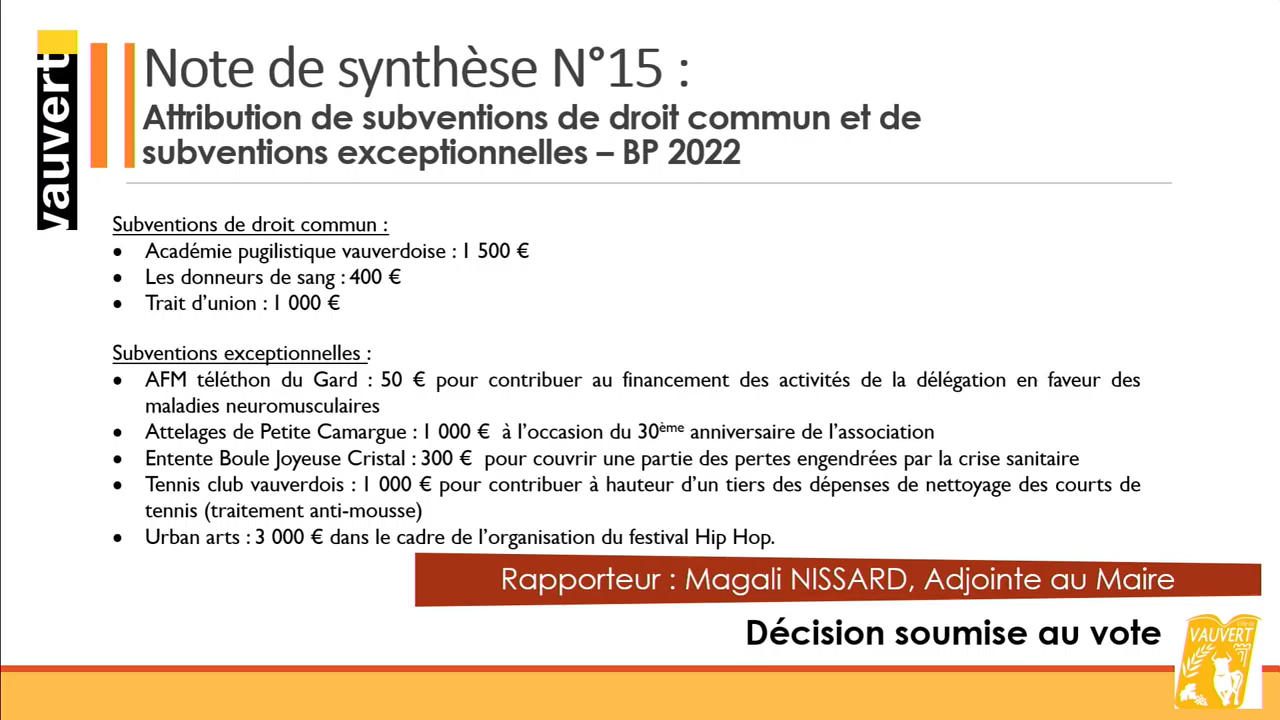 vauvert
Note de synthèse N°15 :
Attribution de subventions de droit commun et de
subventions exceptionnelles – BP 2022
Subventions de droit commun :
• Académie pugilistique vauverdoise : 1 500 €
• Les donneurs de sang : 400 €
• Trait d’union : 1 000 €
Subventions exceptionnelles :
• AFM téléthon du Gard : 50 € pour contribuer au financement des activités de la délégation en faveur des
maladies neuromusculaires
• Attelages de Petite Camargue : 1 000 € à l’occasion du 30ème anniversaire de l’association
• Entente Boule Joyeuse Cristal : 300 € pour couvrir une partie des pertes engendrées par la crise sanitaire
• Tennis club vauverdois : 1 000 € pour contribuer à hauteur d’un tiers des dépenses de nettoyage des courts de
tennis (traitement anti-mousse)
• Urban arts : 3 000 € dans le cadre de l’organisation du festival Hip Hop.
Rapporteur : Magali NISSARD, Adjointe au Maire
Décision soumise au vote
VAUVERT